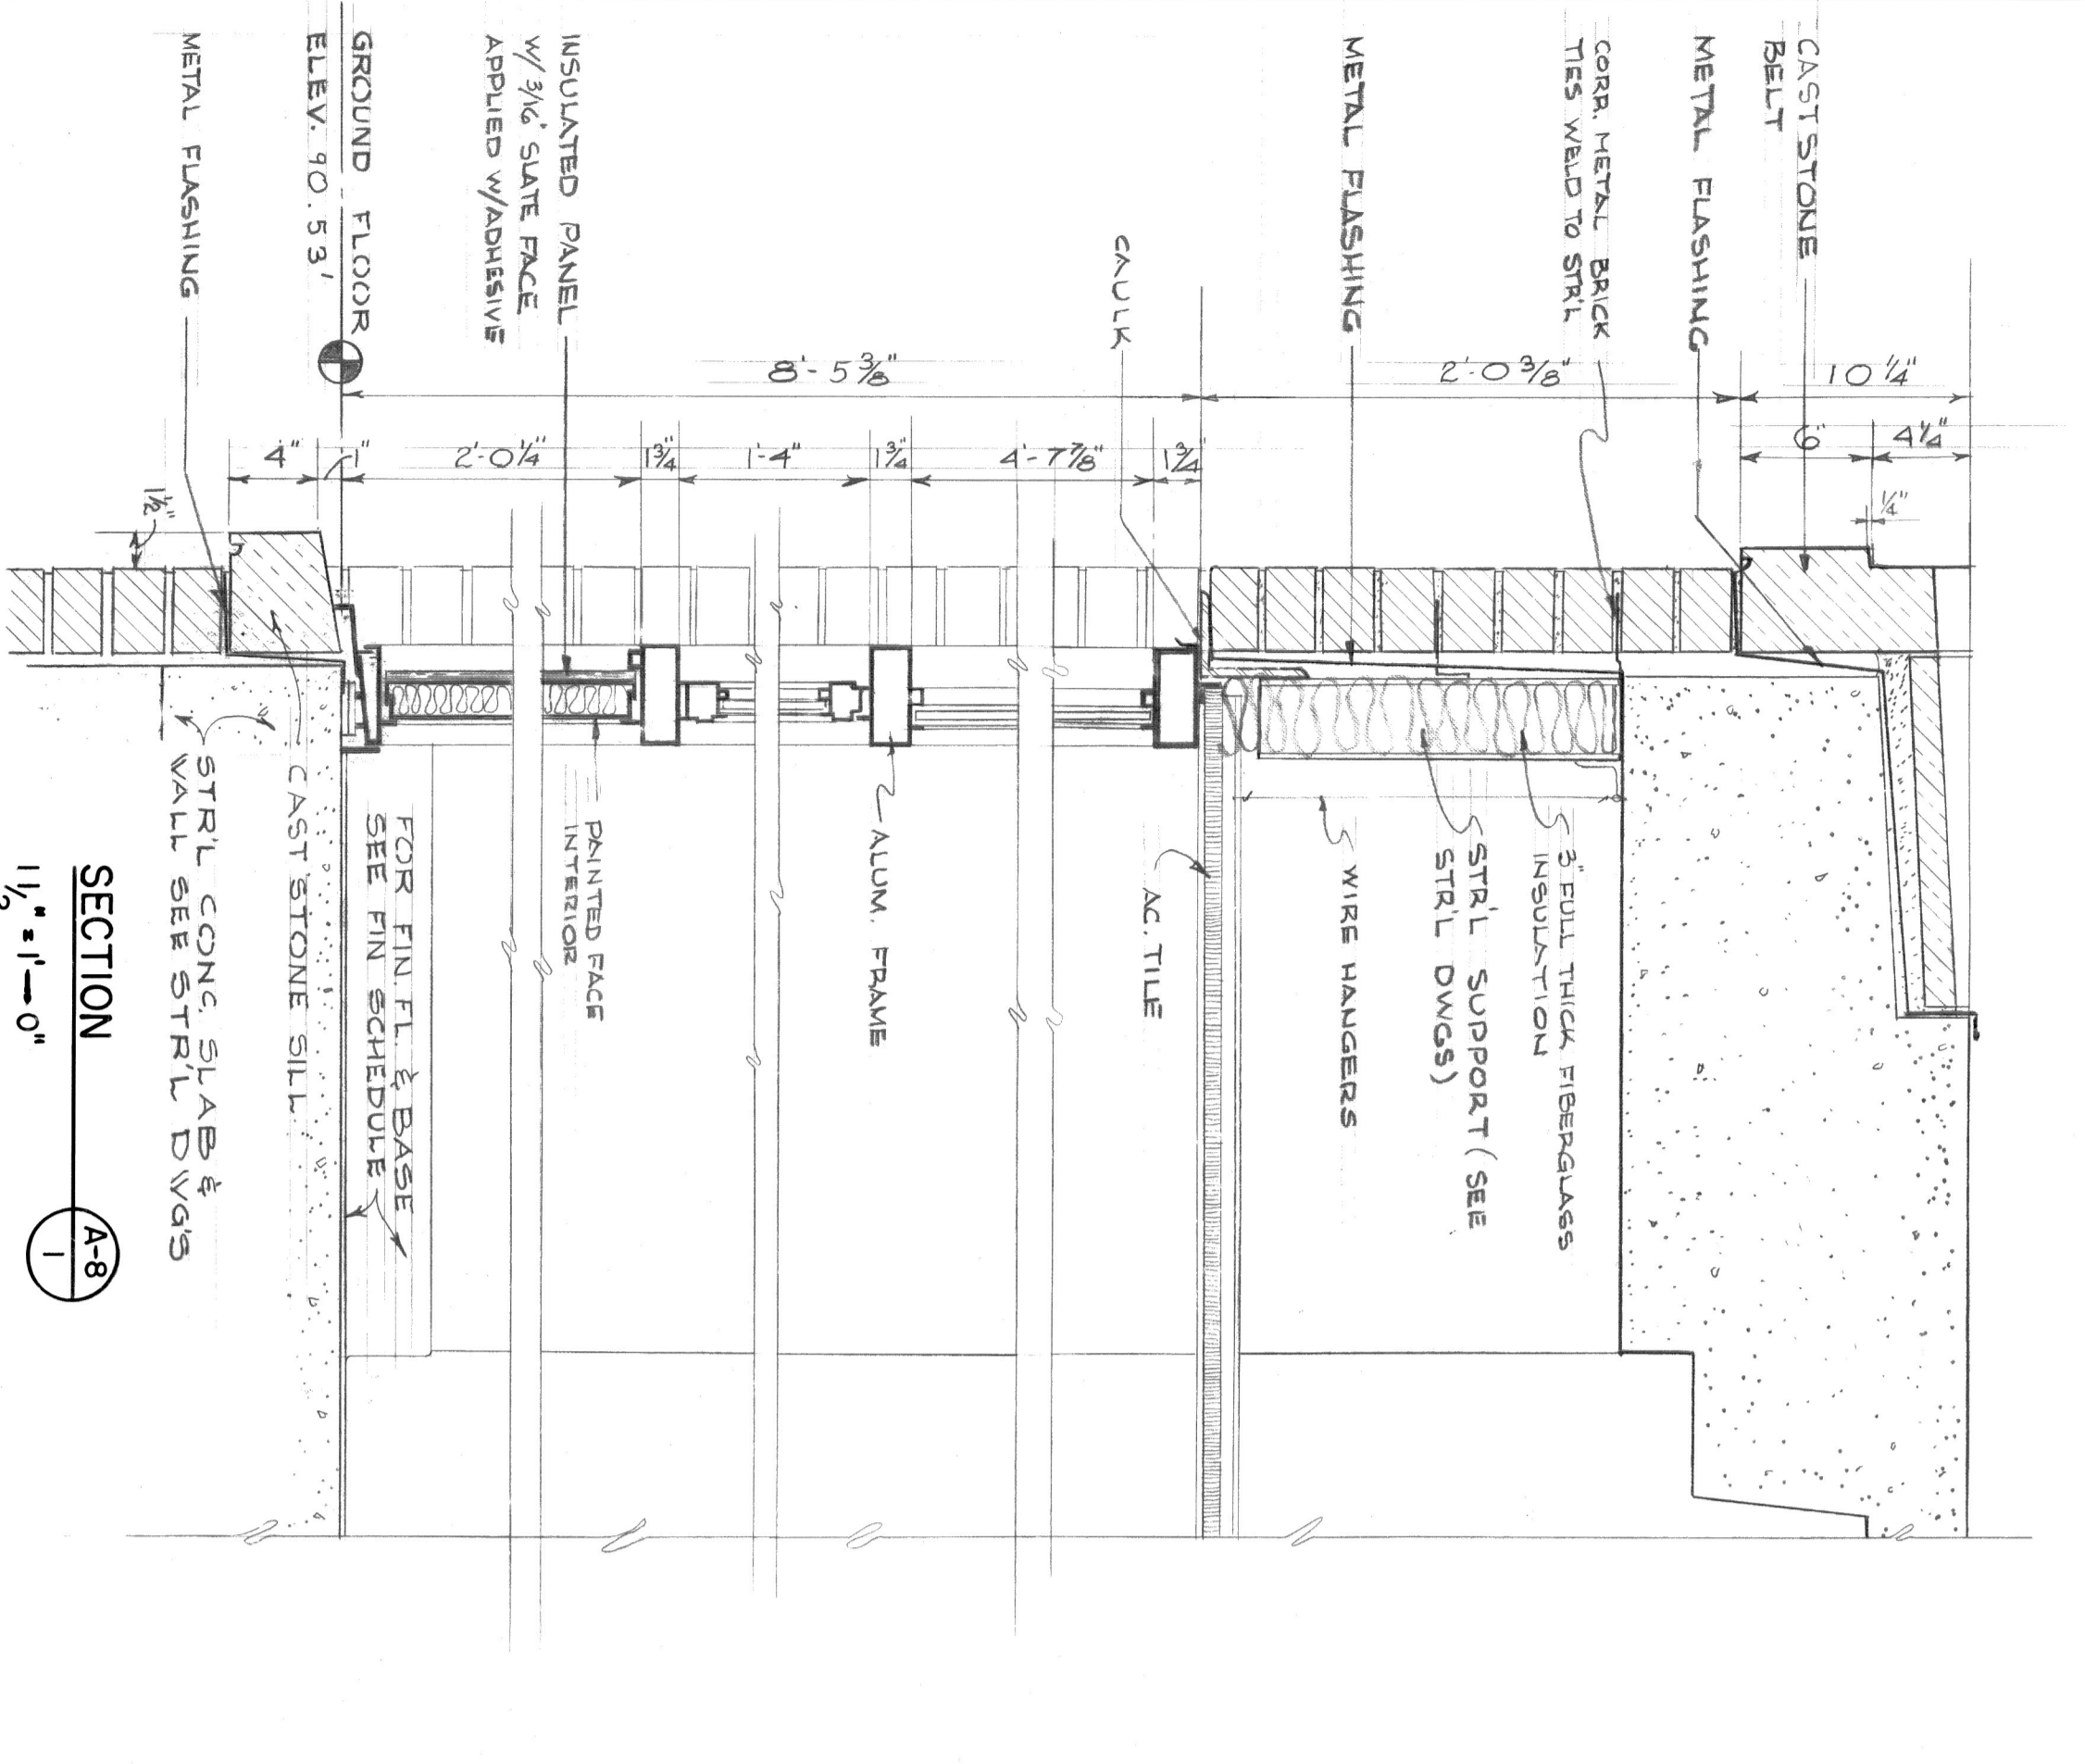 CAST STONE
BELT
METAL FLASHING
CORR. METAL BRICK
TIES WELD TO STR'L
METAL FLASHING
CAULK
INSULATED PANEL
W/ 3/16" SLATE FACE
APPLIED W/ADHESIVE
GROUND FLOOR
ELEV. 90.53'
METAL FLASHING
10 1/4"
2'-0 3/8"
8'-5 3/8"
4 1/4"
6"
1/4"
1 3/4
4'-7 7/8"
1 3/4"
1'-4"
1 3/4"
2'-0 1/4"
1"
4"
1 1/2"
3" FULL THICK FIBERGLASS
INSULATION
STR'L SUPPORT (SEE
STR'L DWGS)
WIRE HANGERS
AC. TILE
ALUM. FRAME
PAINTED FACE
INTERIOR
FOR FIN. FL. & BASE
SEE FIN SCHEDULE
CAST STONE SILL
STR'L CONC. SLAB &
WALL SEE STR'L DWG'S
SECTION
1 1/2" = 1'-0"
A-8
1